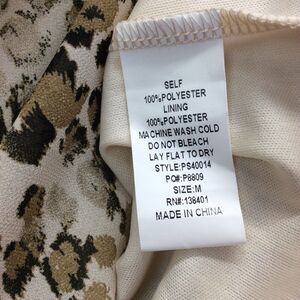 SELF
100%POLYESTER
LINING
100%POLYESTER
MACHINE WASH COLD
DO NOT BLEACH
LAY FLAT TO DRY
STYLE:PS40014
PO#:P8809
SIZE:M
RN#:138401
MADE IN CHINA